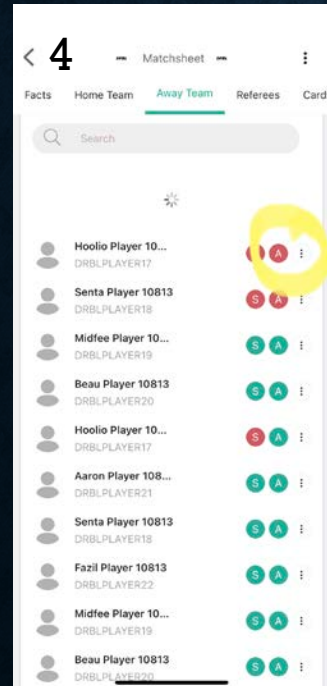 4
Matchsheet
Facts Home Team Away Team Referees Card
Search
Hoolio Player 10... A
DRBLPLAYER17
Senta Player 10813 S A
DRBLPLAYER18
Midfee Player 10... S A
DRBLPLAYER19
Beau Player 10813 S A
DRBLPLAYER20
Hoolio Player 10... S A
DRBLPLAYER17
Aaron Player 108... S A
DRBLPLAYER21
Senta Player 10813 S A
DRBLPLAYER18
Fazil Player 10813 S A
DRBLPLAYER22
Midfee Player 10... S A
DRBLPLAYER19
Beau Player 10813 S A
DRBLPLAYER20